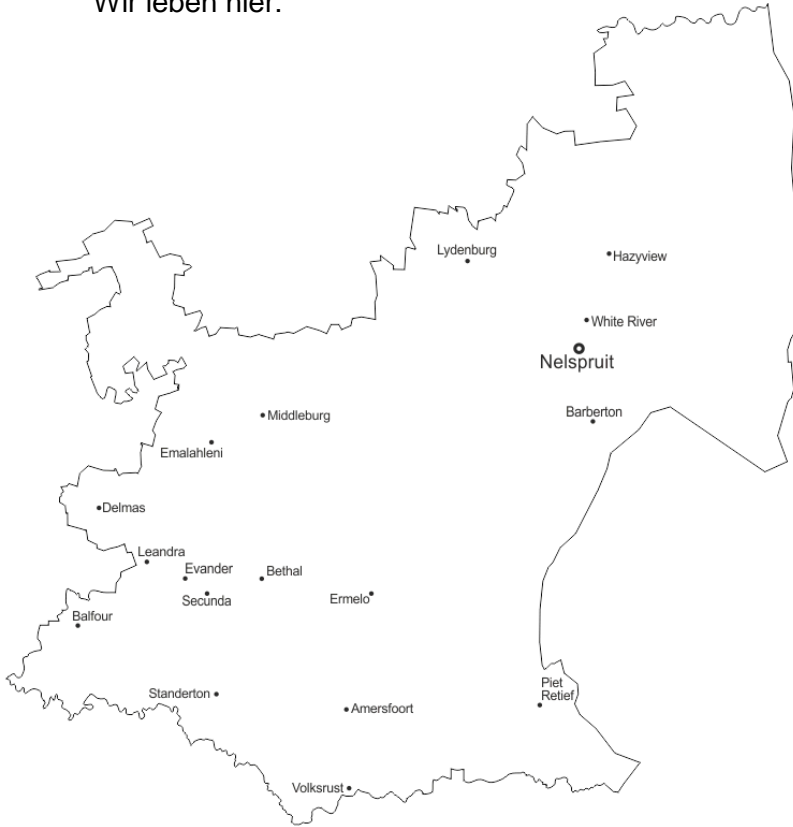 Wir leben hier.
Lydenburg
Hazyview
White River
Nelspruit
Barberton
Middleburg
Emalahleni
Delmas
Leandra
Evander
Bethal
Secunda
Ermelo
Balfour
Standerton
Amersfoort
Piet
Retief
Volksrust